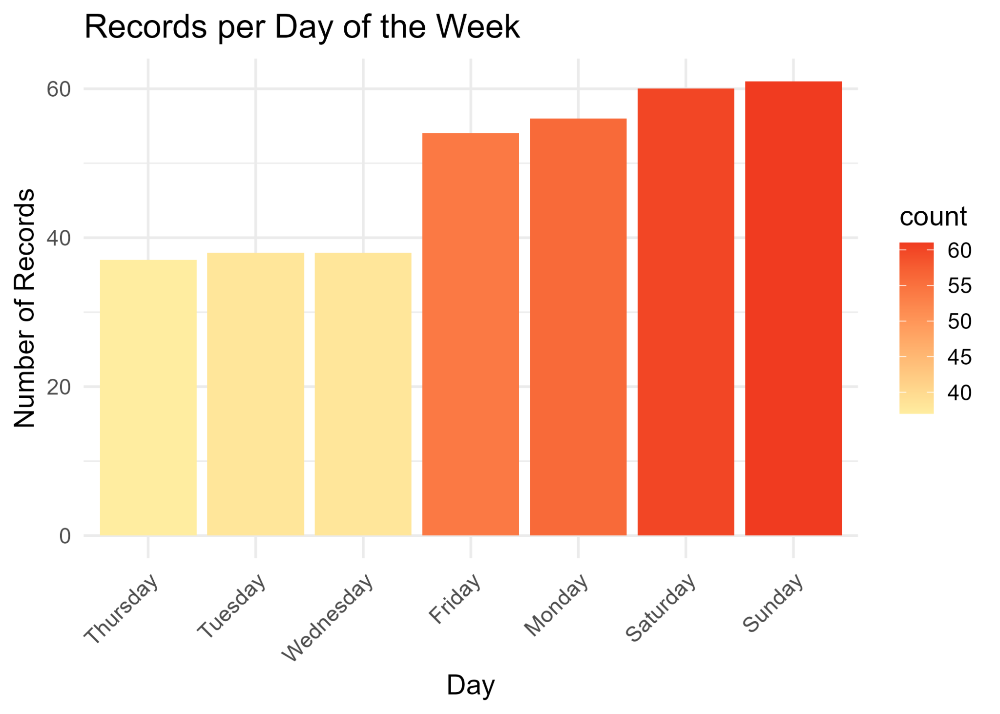 Records per Day of the Week
Number of Records
60
40
20
0
Thursday
Tuesday
Wednesday
Friday
Monday
Saturday
Sunday
Day
count
60
55
50
45
40